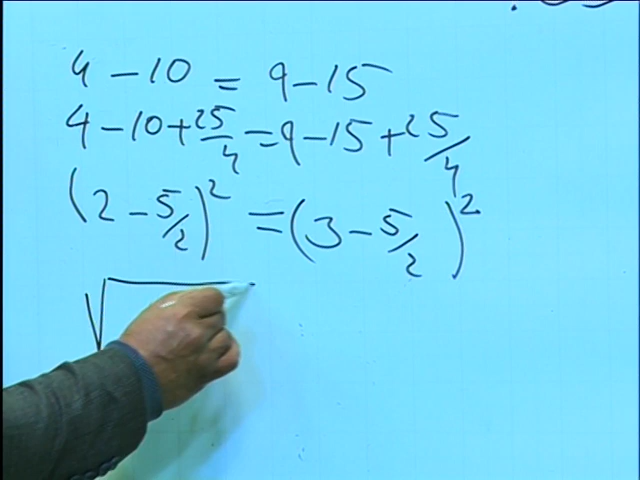 4 - 10 = 9 - 15
4 - 10 + 25/4 = 9 - 15 + 25/4
(2 - 5/2)² = (3 - 5/2)²
√